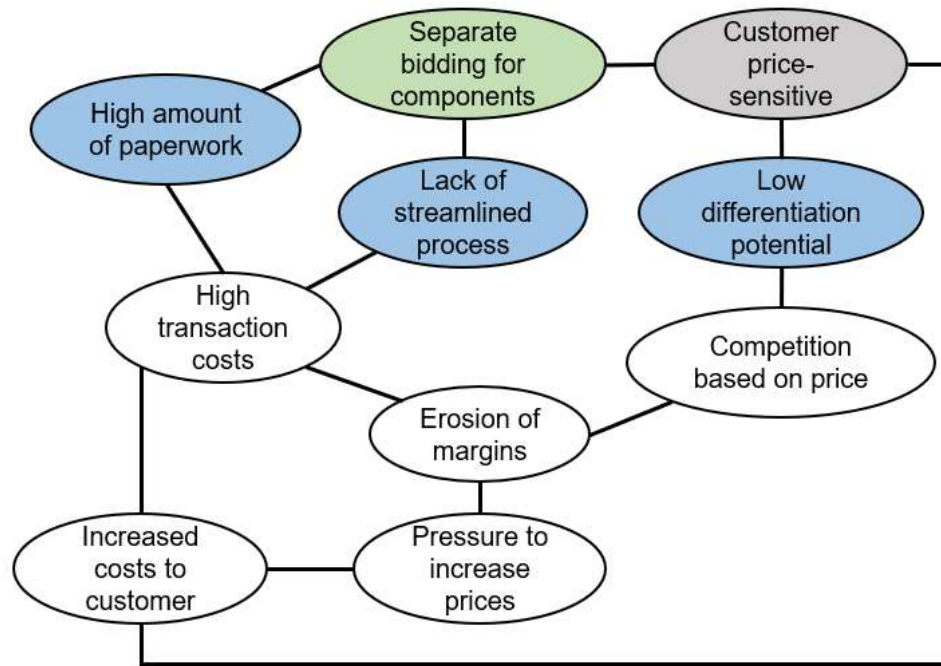 Separate
bidding for
components
Customer
price-
sensitive
High amount
of paperwork
Lack of
streamlined
process
Low
differentiation
potential
High
transaction
costs
Competition
based on price
Erosion of
margins
Increased
costs to
customer
Pressure to
increase
prices